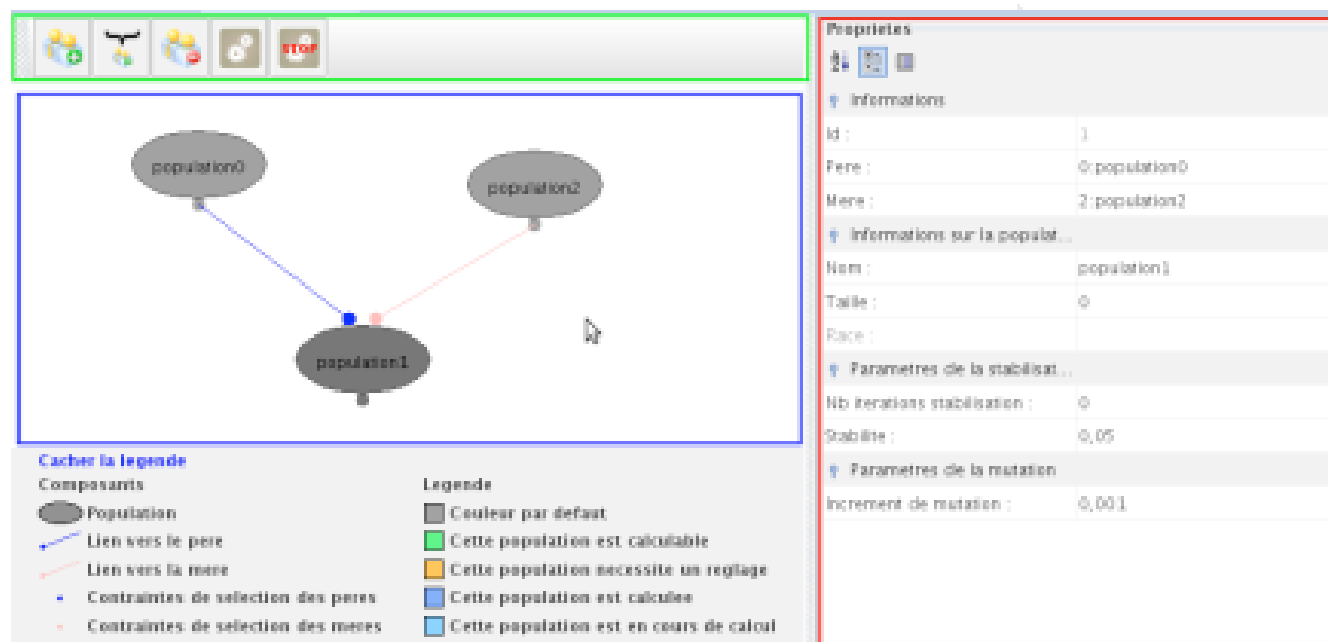 STOP
population0
population2
population1
Cacher la legende
Composants
Population
Lien vers le pere
Lien vers la mere
Contraintes de selection des peres
Contraintes de selection des meres
Legende
Couleur par defaut
Cette population est calculable
Cette population necessite un reglage
Cette population est calculee
Cette population est en cours de calcul
Proprietes
Informations
Id : 1
Pere : 0:population0
Mere : 2:population2
Informations sur la populat...
Nom : population1
Taille : 0
Race :
Parametres de la stabilisat...
Nb iterations stabilisation : 0
Stabilite : 0,05
Parametres de la mutation
Increment de mutation : 0,001